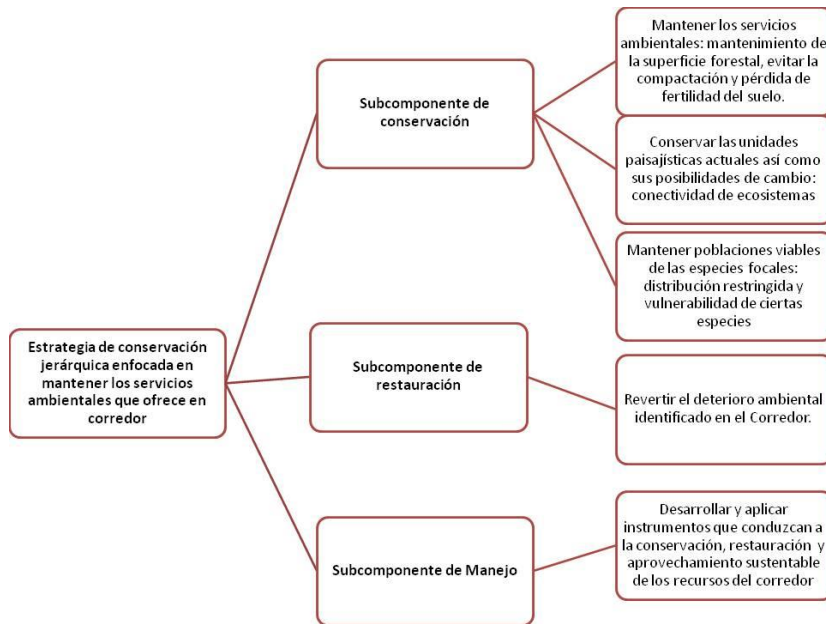 Estrategia de conservación
jerárquica enfocada en
mantener los servicios
ambientales que ofrece en
corredor
Subcomponente de
conservación
Mantener los servicios
ambientales: mantenimiento de
la superficie forestal, evitar la
compactación y pérdida de
fertilidad del suelo.
Conservar las unidades
paisajísticas actuales así como
sus posibilidades de cambio:
conectividad de ecosistemas
Mantener poblaciones viables
de las especies focales:
distribución restringida y
vulnerabilidad de ciertas
especies
Subcomponente de
restauración
Revertir el deterioro ambiental
identificado en el Corredor.
Subcomponente de Manejo
Desarrollar y aplicar
instrumentos que conduzcan a
la conservación, restauración y
aprovechamiento sustentable
de los recursos del corredor